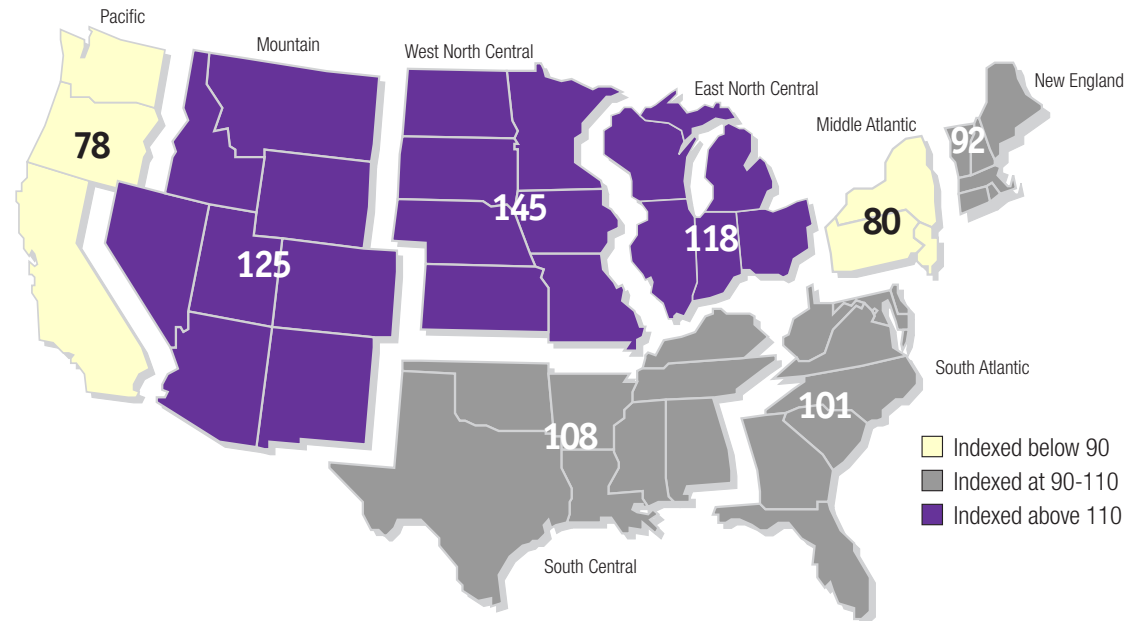 Pacific
Mountain
West North Central
East North Central
New England
Middle Atlantic
78
92
145
80
118
125
South Atlantic
101
108
Indexed below 90
Indexed at 90-110
Indexed above 110
South Central